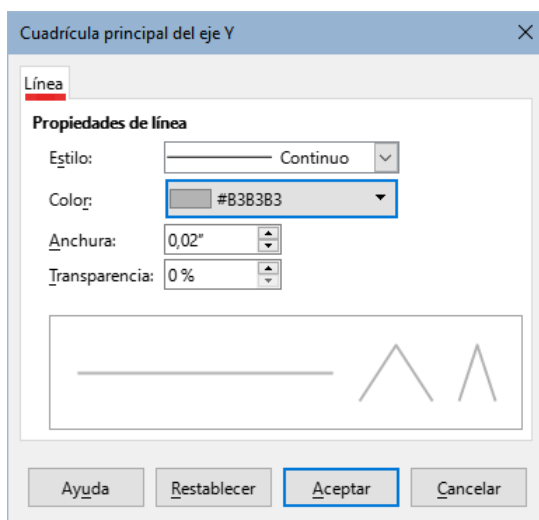 Cuadrícula principal del eje Y
Línea
Propiedades de línea
Estilo: Continuo
Color: #B3B3B3
Anchura: 0,02"
Transparencia: 0 %
Ayuda Restablecer Aceptar Cancelar